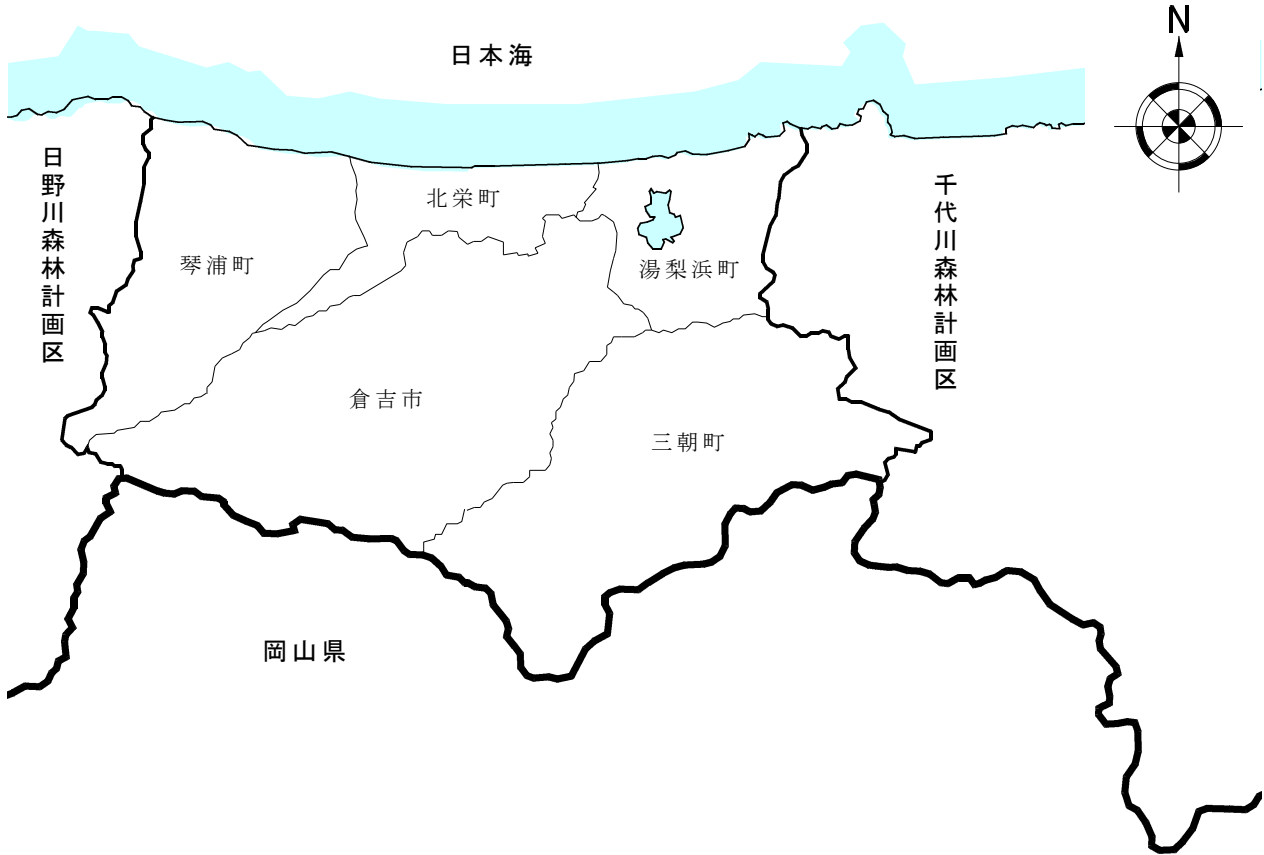 N
日本海
日野川森林計画区
千代川森林計画区
北栄町
琴浦町
湯梨浜町
倉吉市
三朝町
岡山県